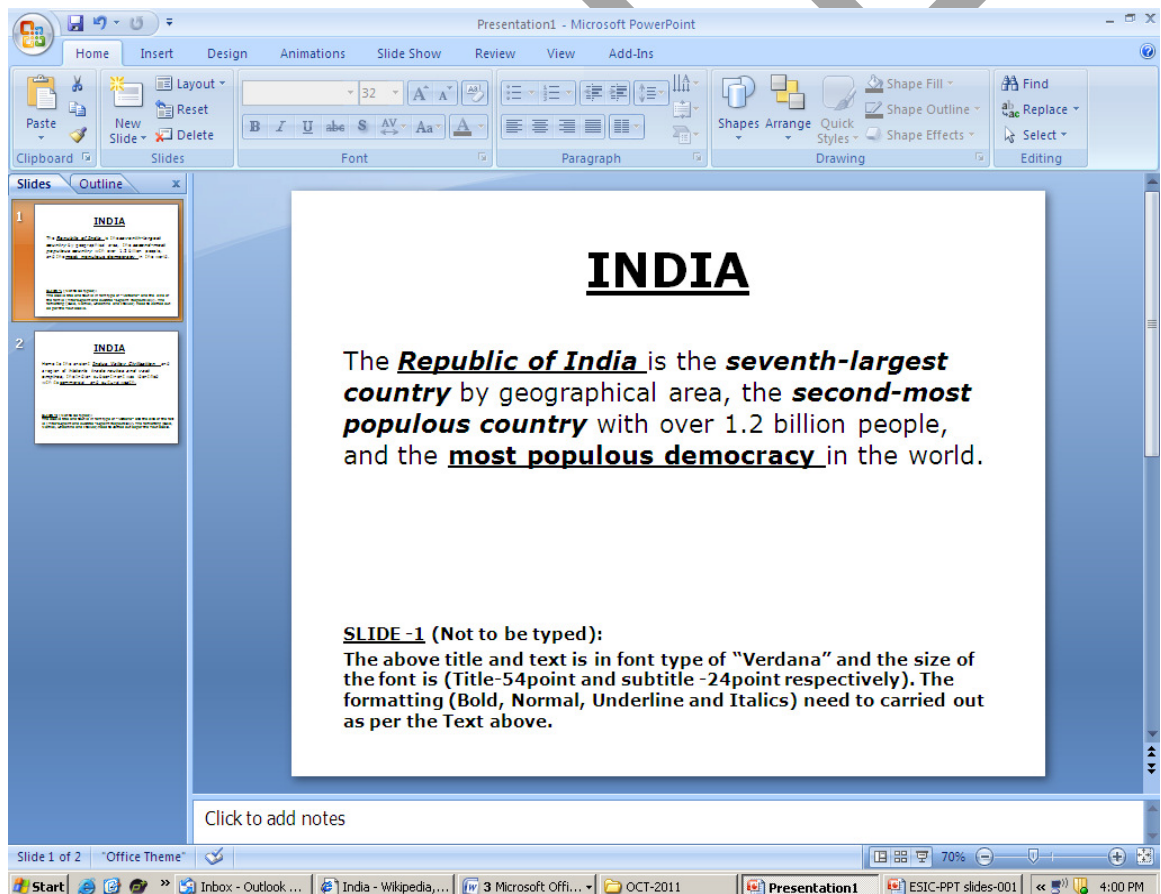 Presentation1 - Microsoft PowerPoint
Home Insert Design Animations Slide Show Review View Add-Ins
Paste
Clipboard
New Slide
Layout
Reset
Delete
Slides
32
B I U abc S AV Aa A
Font
Paragraph
Shapes Arrange Quick Styles
Shape Fill
Shape Outline
Shape Effects
Drawing
Find
Replace
Select
Editing
Slides Outline x
1
INDIA
2
INDIA
INDIA
The Republic of India is the seventh-largest
country by geographical area, the second-most
populous country with over 1.2 billion people,
and the most populous democracy in the world.
SLIDE -1 (Not to be typed):
The above title and text is in font type of “Verdana” and the size of
the font is (Title-54point and subtitle -24point respectively). The
formatting (Bold, Normal, Underline and Italics) need to carried out
as per the Text above.
Click to add notes
Slide 1 of 2 "Office Theme" 70%
Start » Inbox - Outlook ... India - Wikipedia,... 3 Microsoft Offi... OCT-2011 Presentation1 ESIC-PPT slides-001 « 4:00 PM